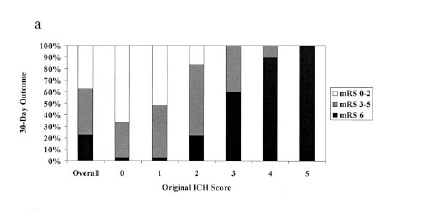 a
100%
90%
80%
70%
60%
50%
40%
30%
20%
10%
0%
30-Day Outcome
Overall 0 1 2 3 4 5
Original ICH Score
mRS 0-2
mRS 3-5
mRS 6